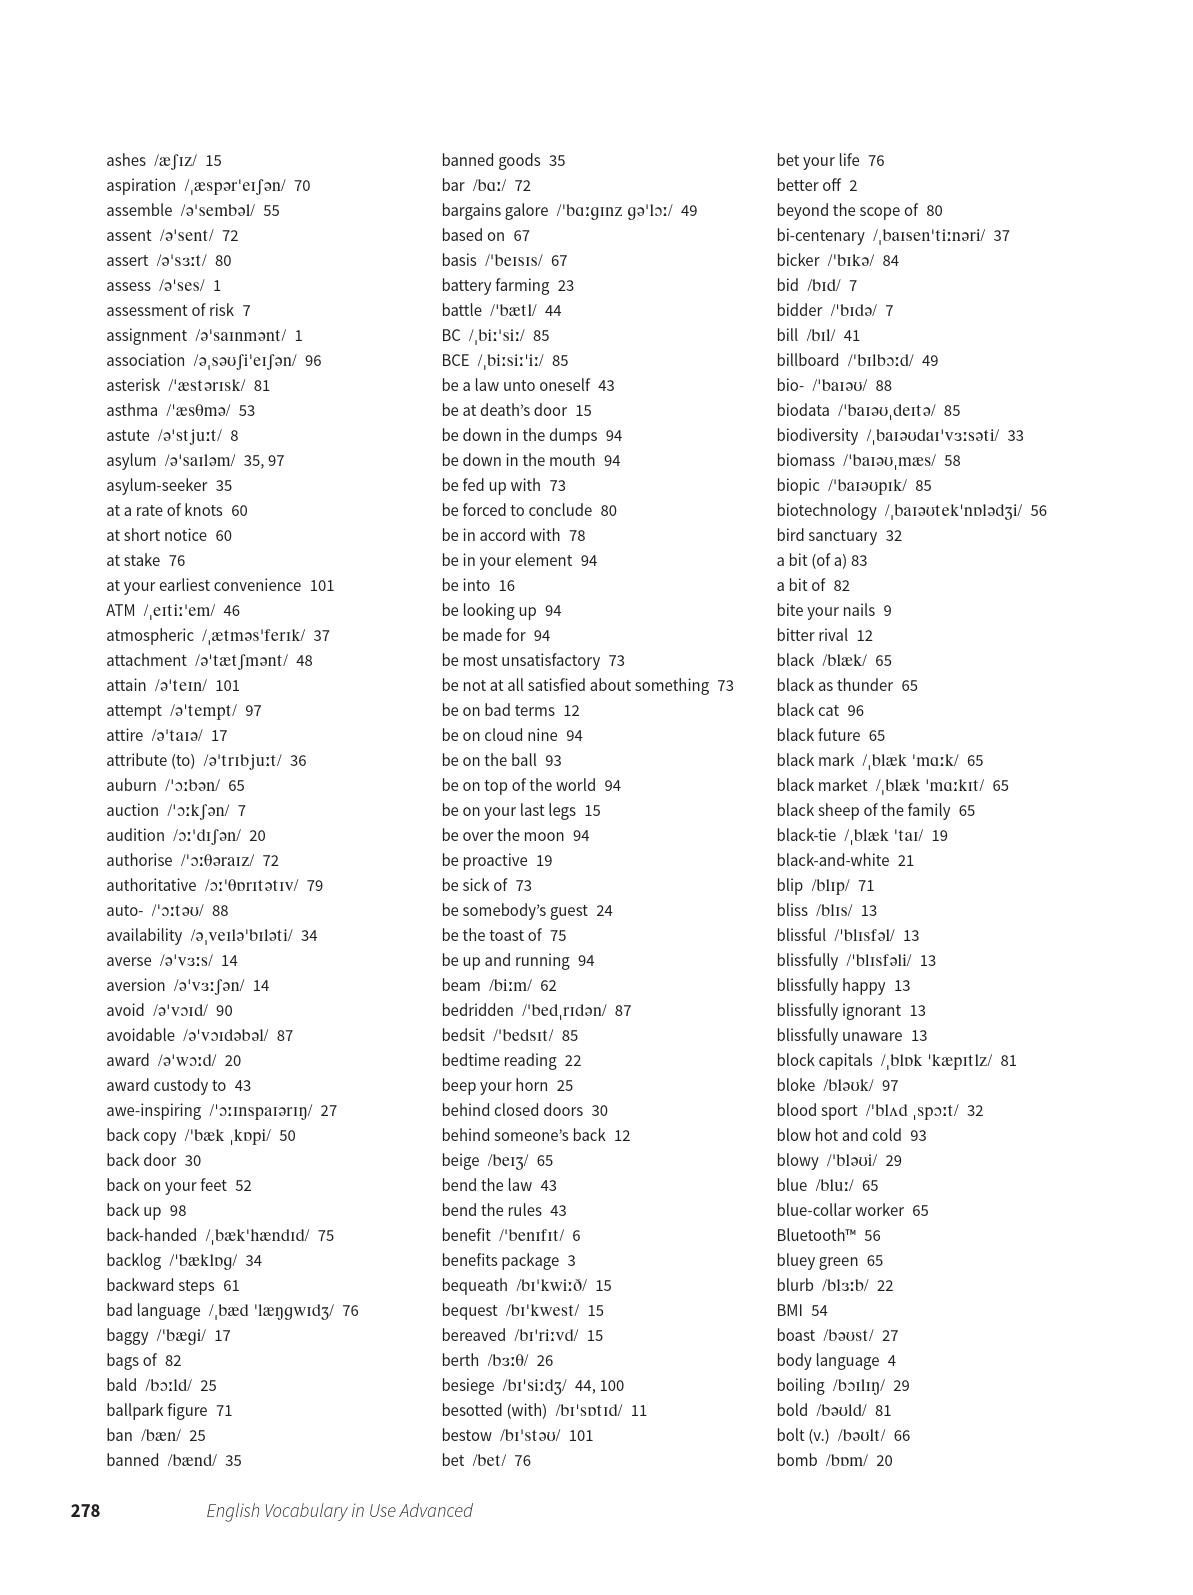 ashes /æʃɪz/ 15
aspiration /ˌæspərˈeɪʃən/ 70
assemble /əˈsembəl/ 55
assent /əˈsent/ 72
assert /əˈsɜːt/ 80
assess /əˈses/ 1
assessment of risk 7
assignment /əˈsaɪnmənt/ 1
association /əˌsəʊʃiˈeɪʃən/ 96
asterisk /ˈæstərɪsk/ 81
asthma /ˈæsθmə/ 53
astute /əˈstjuːt/ 8
asylum /əˈsaɪləm/ 35, 97
asylum-seeker 35
at a rate of knots 60
at short notice 60
at stake 76
at your earliest convenience 101
ATM /ˌeɪtiːˈem/ 46
atmospheric /ˌætməsˈferɪk/ 37
attachment /əˈtætʃmənt/ 48
attain /əˈteɪn/ 101
attempt /əˈtempt/ 97
attire /əˈtaɪə/ 17
attribute (to) /əˈtrɪbjuːt/ 36
auburn /ˈɔːbən/ 65
auction /ˈɔːkʃən/ 7
audition /ɔːˈdɪʃən/ 20
authorise /ˈɔːθəraɪz/ 72
authoritative /ɔːˈθɒrɪtətɪv/ 79
auto- /ˈɔːtəʊ/ 88
availability /əˌveɪləˈbɪləti/ 34
averse /əˈvɜːs/ 14
aversion /əˈvɜːʃən/ 14
avoid /əˈvɔɪd/ 90
avoidable /əˈvɔɪdəbəl/ 87
award /əˈwɔːd/ 20
award custody to 43
awe-inspiring /ˈɔːɪnspaɪərɪŋ/ 27
back copy /ˈbæk ˌkɒpi/ 50
back door 30
back on your feet 52
back up 98
back-handed /ˌbækˈhændɪd/ 75
backlog /ˈbæklɒɡ/ 34
backward steps 61
bad language /ˌbæd ˈlæŋɡwɪdʒ/ 76
baggy /ˈbæɡi/ 17
bags of 82
bald /bɔːld/ 25
ballpark figure 71
ban /bæn/ 25
banned /bænd/ 35
banned goods 35
bar /bɑː/ 72
bargains galore /ˈbɑːɡɪnz ɡəˈlɔː/ 49
based on 67
basis /ˈbeɪsɪs/ 67
battery farming 23
battle /ˈbætl/ 44
BC /ˌbiːˈsiː/ 85
BCE /ˌbiːsiːˈiː/ 85
be a law unto oneself 43
be at death’s door 15
be down in the dumps 94
be down in the mouth 94
be fed up with 73
be forced to conclude 80
be in accord with 78
be in your element 94
be into 16
be looking up 94
be made for 94
be most unsatisfactory 73
be not at all satisfied about something 73
be on bad terms 12
be on cloud nine 94
be on the ball 93
be on top of the world 94
be on your last legs 15
be over the moon 94
be proactive 19
be sick of 73
be somebody’s guest 24
be the toast of 75
be up and running 94
beam /biːm/ 62
bedridden /ˈbedˌrɪdən/ 87
bedsit /ˈbedsɪt/ 85
bedtime reading 22
beep your horn 25
behind closed doors 30
behind someone’s back 12
beige /beɪʒ/ 65
bend the law 43
bend the rules 43
benefit /ˈbenɪfɪt/ 6
benefits package 3
bequeath /bɪˈkwiːð/ 15
bequest /bɪˈkwest/ 15
bereaved /bɪˈriːvd/ 15
berth /bɜːθ/ 26
besiege /bɪˈsiːdʒ/ 44, 100
besotted (with) /bɪˈsɒtɪd/ 11
bestow /bɪˈstəʊ/ 101
bet /bet/ 76
bet your life 76
better off 2
beyond the scope of 80
bi-centenary /ˌbaɪsenˈtiːnəri/ 37
bicker /ˈbɪkə/ 84
bid /bɪd/ 7
bidder /ˈbɪdə/ 7
bill /bɪl/ 41
billboard /ˈbɪlbɔːd/ 49
bio- /ˈbaɪəʊ/ 88
biodata /ˈbaɪəʊˌdeɪtə/ 85
biodiversity /ˌbaɪəʊdaɪˈvɜːsəti/ 33
biomass /ˈbaɪəʊˌmæs/ 58
biopic /ˈbaɪəʊpɪk/ 85
biotechnology /ˌbaɪəʊtekˈnɒlədʒi/ 56
bird sanctuary 32
a bit (of a) 83
a bit of 82
bite your nails 9
bitter rival 12
black /blæk/ 65
black as thunder 65
black cat 96
black future 65
black mark /ˌblæk ˈmɑːk/ 65
black market /ˌblæk ˈmɑːkɪt/ 65
black sheep of the family 65
black-tie /ˌblæk ˈtaɪ/ 19
black-and-white 21
blip /blɪp/ 71
bliss /blɪs/ 13
blissful /ˈblɪsfəl/ 13
blissfully /ˈblɪsfəli/ 13
blissfully happy 13
blissfully ignorant 13
blissfully unaware 13
block capitals /ˌblɒk ˈkæpɪtlz/ 81
bloke /bləʊk/ 97
blood sport /ˈblʌd ˌspɔːt/ 32
blow hot and cold 93
blowy /ˈbləʊi/ 29
blue /bluː/ 65
blue-collar worker 65
Bluetooth™ 56
bluey green 65
blurb /blɜːb/ 22
BMI 54
boast /bəʊst/ 27
body language 4
boiling /bɔɪlɪŋ/ 29
bold /bəʊld/ 81
bolt (v.) /bəʊlt/ 66
bomb /bɒm/ 20
278 English Vocabulary in Use Advanced